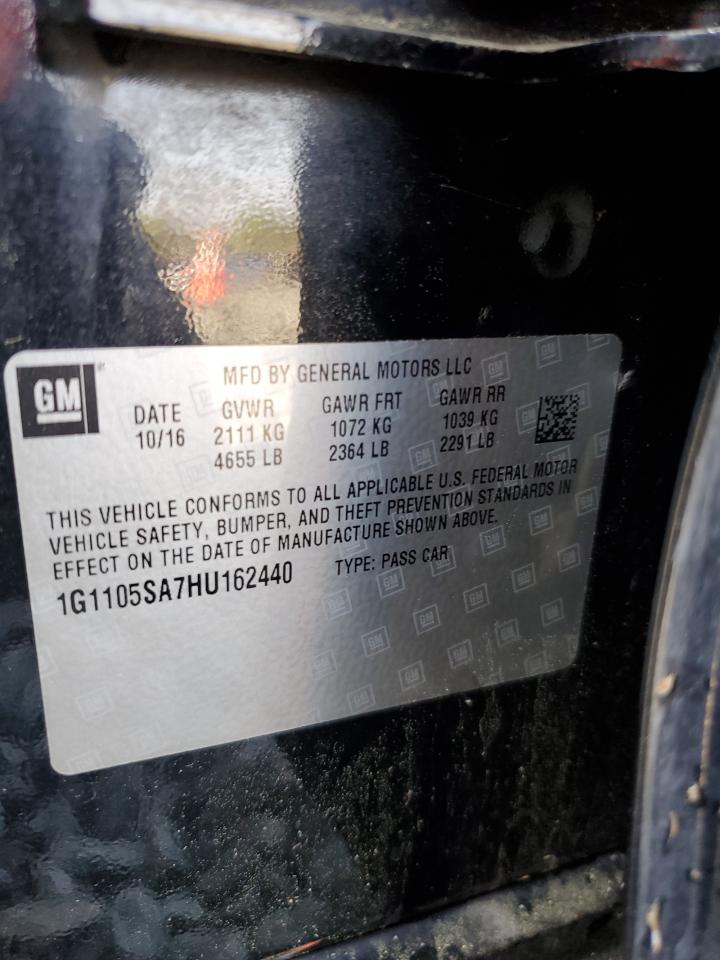 GM
MFD BY GENERAL MOTORS LLC
DATE GVWR GAWR FRT GAWR RR
10/16 2111 KG 1072 KG 1039 KG
4655 LB 2364 LB 2291 LB
THIS VEHICLE CONFORMS TO ALL APPLICABLE U.S. FEDERAL MOTOR
VEHICLE SAFETY, BUMPER, AND THEFT PREVENTION STANDARDS IN
EFFECT ON THE DATE OF MANUFACTURE SHOWN ABOVE.
1G1105SA7HU162440 TYPE: PASS CAR